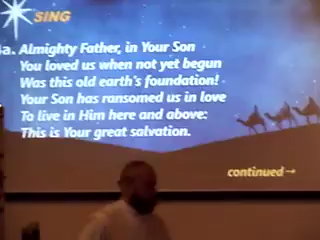 SING
a. Almighty Father, in Your Son
You loved us when not yet begun
Was this old earth's foundation!
Your Son has ransomed us in love
To live in Him here and above:
This is Your great salvation.
continued→